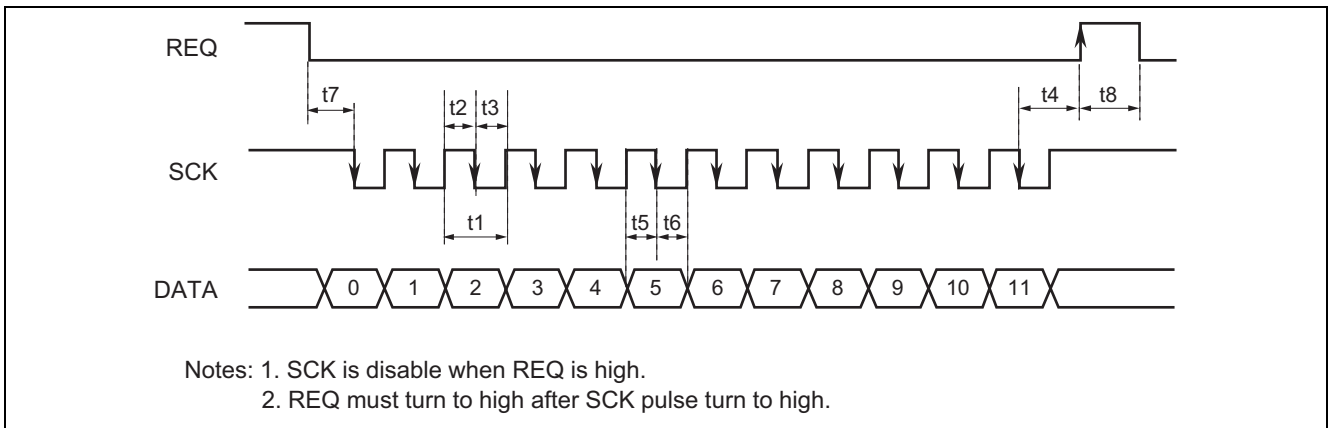 REQ
t7 t2 t3 t4 t8
SCK
t1 t5 t6
DATA 0 1 2 3 4 5 6 7 8 9 10 11
Notes: 1. SCK is disable when REQ is high.
2. REQ must turn to high after SCK pulse turn to high.